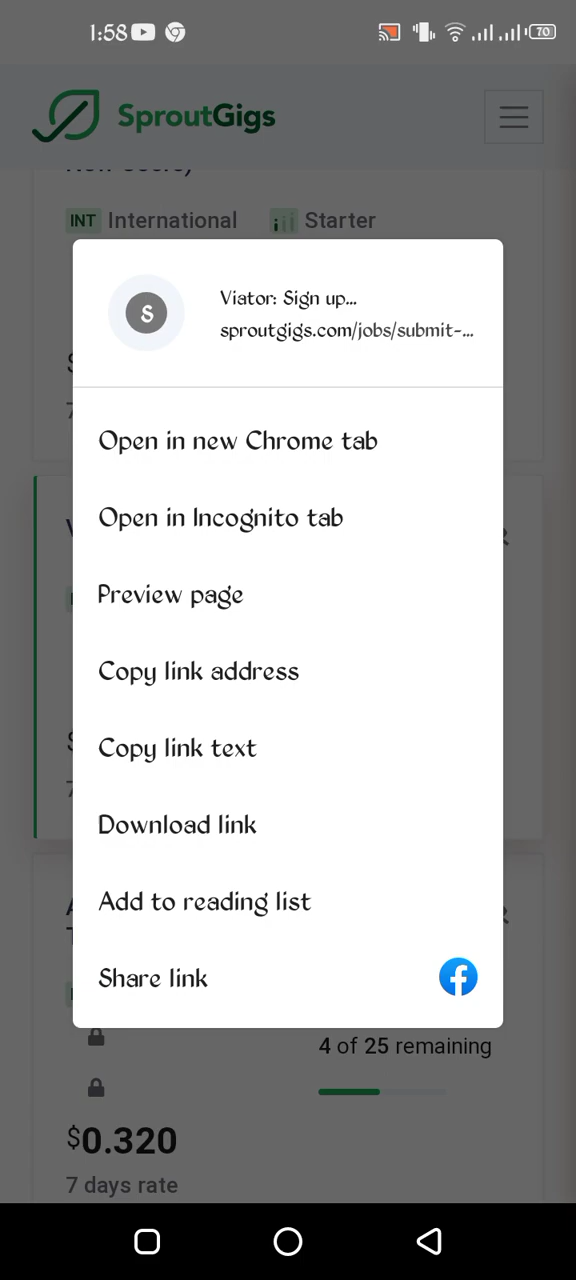 1:58
70
SproutGigs
INT International Starter
S
Viator: Sign up...
sproutgigs.com/jobs/submit-...
Open in new Chrome tab
Open in Incognito tab
Preview page
Copy link address
Copy link text
Download link
Add to reading list
Share link
4 of 25 remaining
$0.320
7 days rate